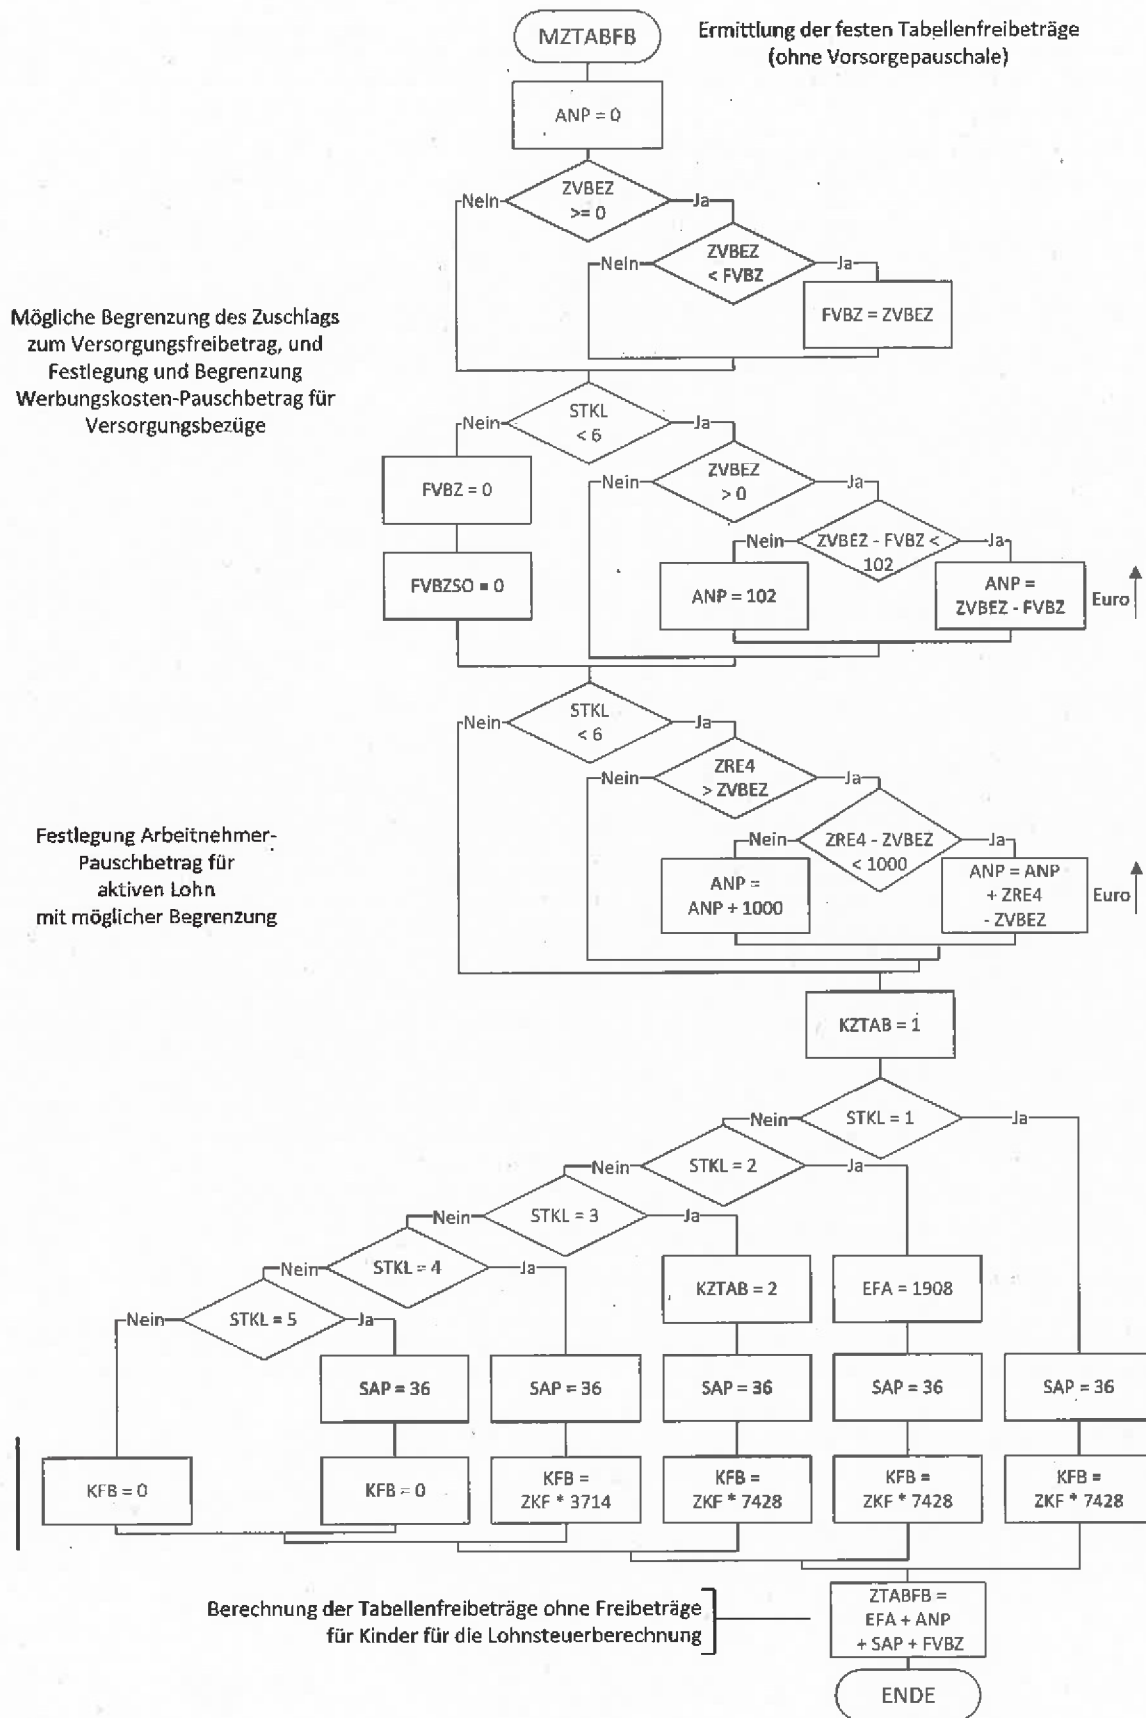 MZTABFB
Ermittlung der festen Tabellenfreibeträge
(ohne Vorsorgepauschale)
ANP = 0
ZVBEZ
>= 0
Nein
Ja
ZVBEZ
< FVBZ
Nein
Ja
FVBZ = ZVBEZ
Mögliche Begrenzung des Zuschlags
zum Versorgungsfreibetrag, und
Festlegung und Begrenzung
Werbungskosten-Pauschbetrag für
Versorgungsbezüge
STKL
< 6
Nein
Ja
FVBZ = 0
FVBZSO = 0
ZVBEZ
> 0
Nein
Ja
ZVBEZ - FVBZ <
102
Nein
Ja
ANP = 102
ANP =
ZVBEZ - FVBZ
Euro
STKL
< 6
Nein
Ja
ZRE4
> ZVBEZ
Nein
Ja
Festlegung Arbeitnehmer-
Pauschbetrag für
aktiven Lohn
mit möglicher Begrenzung
ZRE4 - ZVBEZ
< 1000
Nein
Ja
ANP =
ANP + 1000
ANP = ANP
+ ZRE4
- ZVBEZ
Euro
KZTAB = 1
STKL = 1
Nein
Ja
STKL = 2
Nein
Ja
STKL = 3
Nein
Ja
STKL = 4
Nein
Ja
STKL = 5
Nein
Ja
KZTAB = 2
EFA = 1908
SAP = 36
SAP = 36
SAP = 36
SAP = 36
SAP = 36
KFB = 0
KFB = 0
KFB =
ZKF * 3714
KFB =
ZKF * 7428
KFB =
ZKF * 7428
KFB =
ZKF * 7428
Berechnung der Tabellenfreibeträge ohne Freibeträge
für Kinder für die Lohnsteuerberechnung
ZTABFB =
EFA + ANP
+ SAP + FVBZ
ENDE